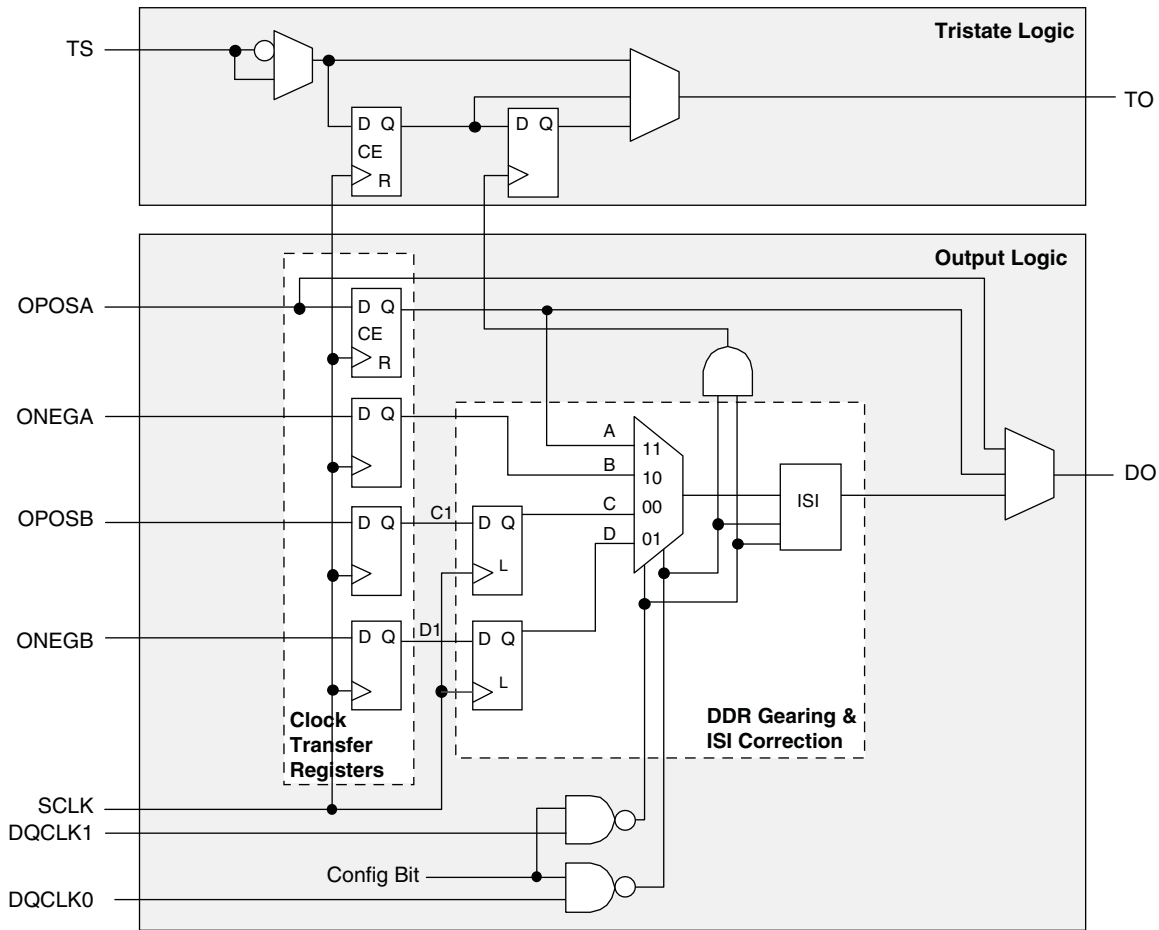 Tristate Logic
TS
TO
D Q
CE
R
D Q
Output Logic
OPOSA
D Q
CE
R
ONEGA
D Q
A
11
B
10
C
00
D
01
ISI
DO
OPOSB
D Q
C1
D Q
L
ONEGB
D Q
D1
D Q
L
Clock
Transfer
Registers
DDR Gearing &
ISI Correction
SCLK
DQCLK1
Config Bit
DQCLK0